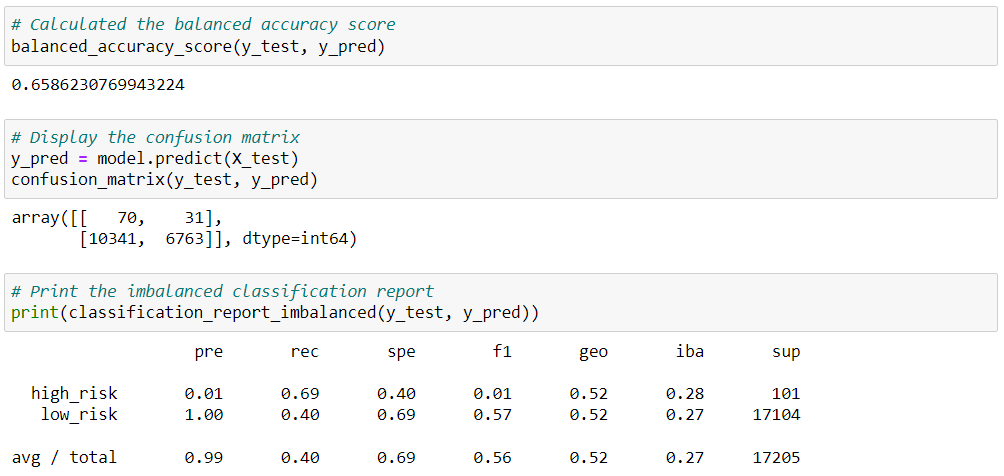 # Calculated the balanced accuracy score
balanced_accuracy_score(y_test, y_pred)
0.6586230769943224
# Display the confusion matrix
y_pred = model.predict(X_test)
confusion_matrix(y_test, y_pred)
array([[   70,    31],
       [10341,  6763]], dtype=int64)
# Print the imbalanced classification report
print(classification_report_imbalanced(y_test, y_pred))
                   pre       rec       spe        f1       geo       iba       sup
  high_risk       0.01      0.69      0.40      0.01      0.52      0.28       101
   low_risk       1.00      0.40      0.69      0.57      0.52      0.27     17104
avg / total       0.99      0.40      0.69      0.56      0.52      0.27     17205